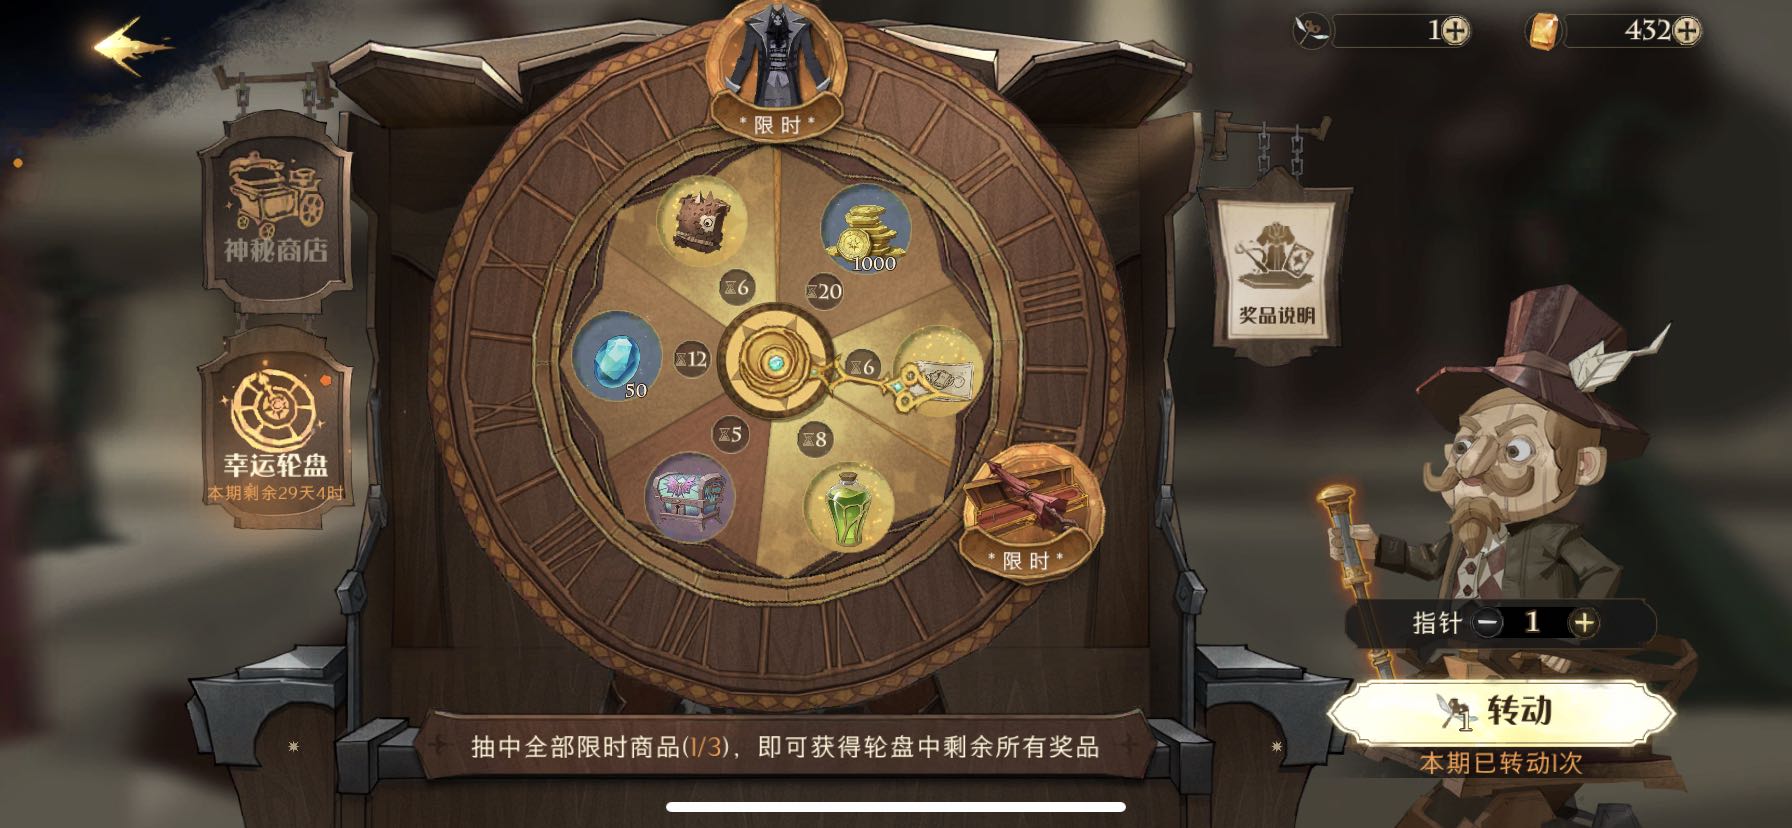 1
432
*限时*
神秘商店
1000
6
20
奖品说明
12
50
6
5
8
幸运轮盘
本期剩余29天4时
*限时*
指针
1
1 转动
抽中全部限时商品(1/3)，即可获得轮盘中剩余所有奖品
本期已转动1次